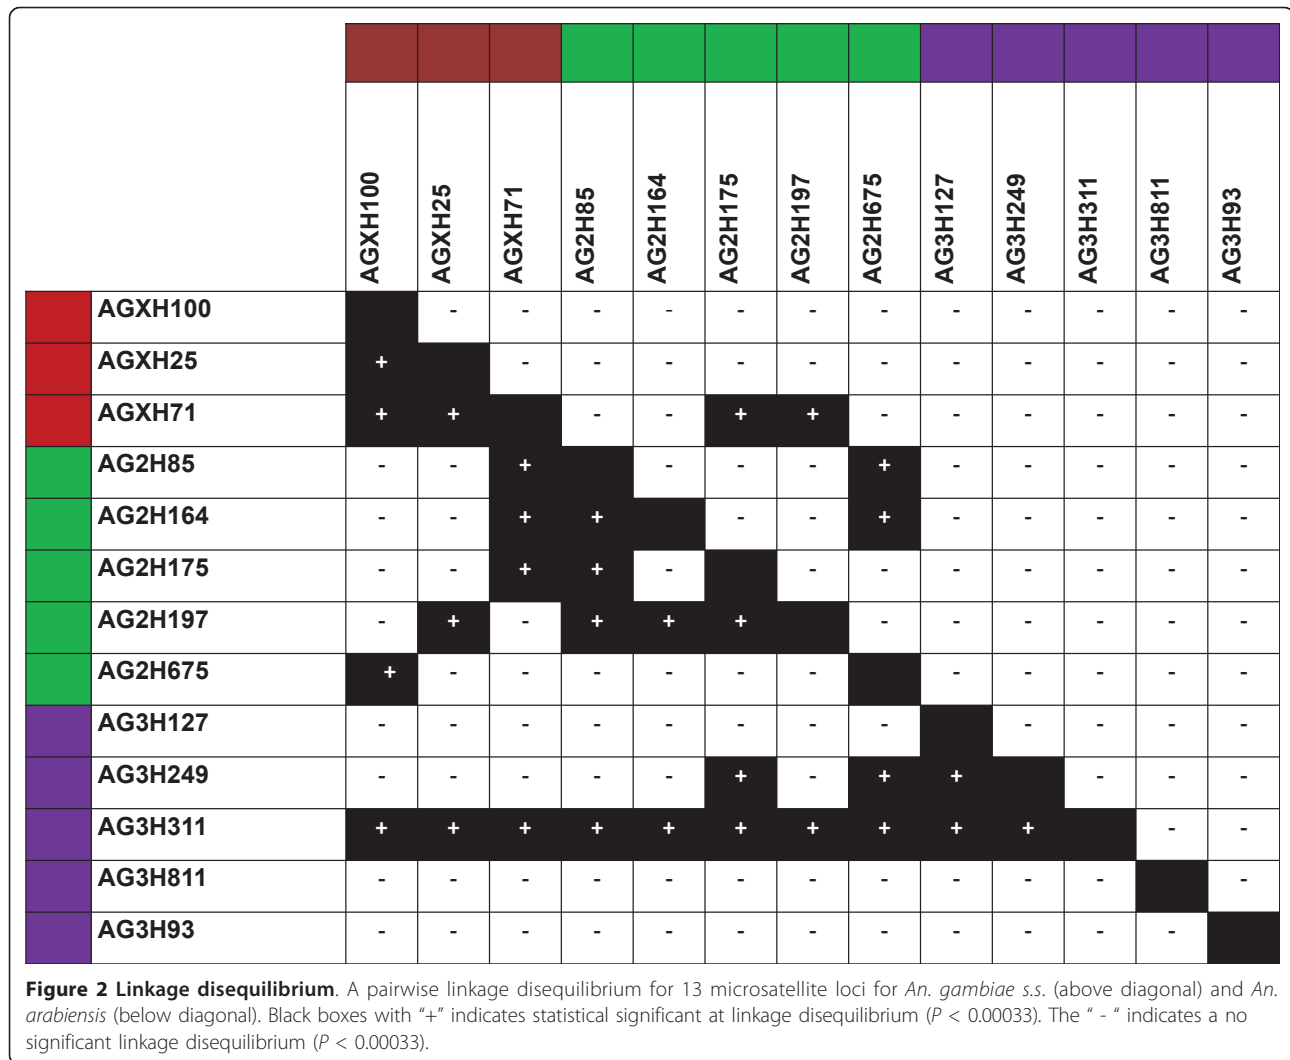 AGXH100 AGXH25 AGXH71 AG2H85 AG2H164 AG2H175 AG2H197 AG2H675 AG3H127 AG3H249 AG3H311 AG3H811 AG3H93
AGXH100 - - - - - - - - - - - -
AGXH25 + - - - - - - - - - - -
AGXH71 + + - - + + - - - - - -
AG2H85 - - + - - - + - - - - -
AG2H164 - - + + - - + - - - - -
AG2H175 - - + + - - - - - - - -
AG2H197 - + - + + + - - - - - -
AG2H675 + - - - - - - - - - - -
AG3H127 - - - - - - - - - - - -
AG3H249 - - - - - + - + + - - -
AG3H311 + + + + + + + + + + - -
AG3H811 - - - - - - - - - - - -
AG3H93 - - - - - - - - - - - -
Figure 2 Linkage disequilibrium. A pairwise linkage disequilibrium for 13 microsatellite loci for An. gambiae s.s. (above diagonal) and An.
arabiensis (below diagonal). Black boxes with "+" indicates statistical significant at linkage disequilibrium (P < 0.00033). The " - " indicates a no
significant linkage disequilibrium (P < 0.00033).